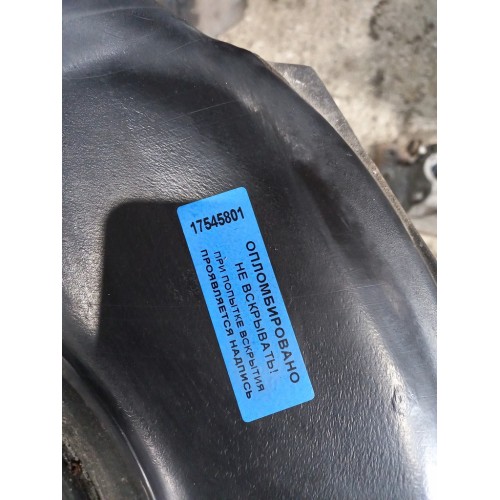 17545801
ОПЛОМБИРОВАНО
НЕ ВСКРЫВАТЬ!
ПРИ ПОПЫТКЕ ВСКРЫТИЯ
ПРОЯВЛЯЕТСЯ НАДПИСЬ